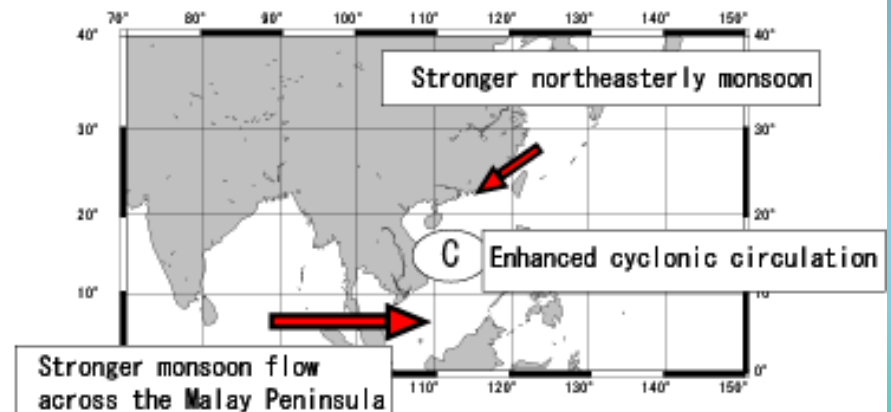 70° 80° 90° 100° 110° 120° 130° 140° 150°
40° 40°
Stronger northeasterly monsoon
30° 30°
20° 20°
C Enhanced cyclonic circulation
10° 10°
0°
Stronger monsoon flow
across the Malay Peninsula
110° 120° 130° 140° 150°